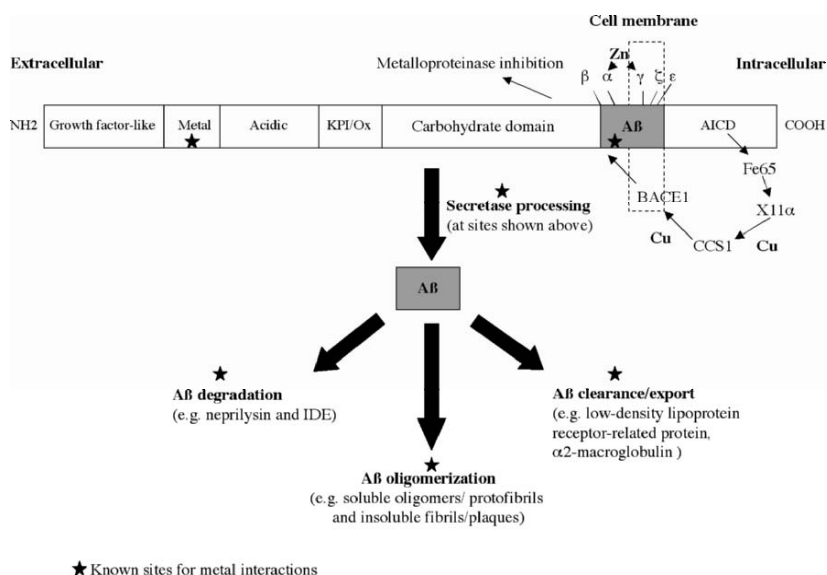 Cell membrane
Extracellular
Zn
Intracellular
Metalloproteinase inhibition
β α γ ζ ε
NH2 Growth factor-like Metal Acidic KPI/Ox Carbohydrate domain Aß AICD COOH
Fe65
BACE1
X11α
Secretase processing
(at sites shown above)
Cu CCS1 Cu
Aß
Aß degradation
(e.g. neprilysin and IDE)
Aß clearance/export
(e.g. low-density lipoprotein
receptor-related protein,
α2-macroglobulin )
Aß oligomerization
(e.g. soluble oligomers/ protofibrils
and insoluble fibrils/plaques)
★ Known sites for metal interactions